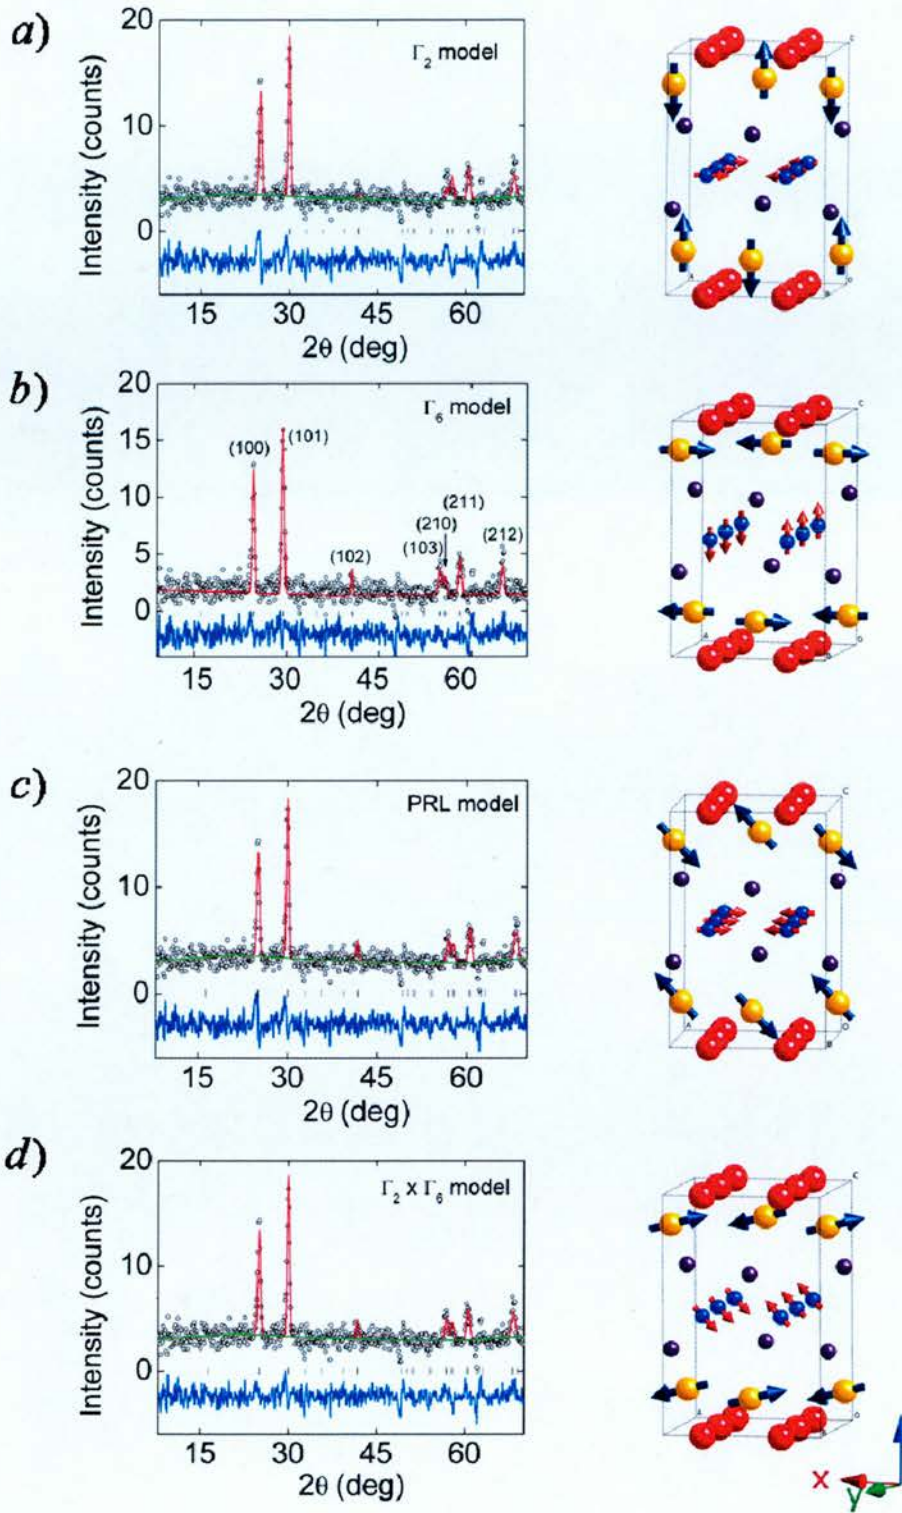 a)
Γ₂ model
Intensity (counts)
20
10
0
15 30 45 60
2θ (deg)
b)
Γ₆ model
Intensity (counts)
20
15
10
5
0
(100)
(101)
(102)
(211)
(210)
(103)
(212)
15 30 45 60
2θ (deg)
c)
PRL model
Intensity (counts)
20
10
0
15 30 45 60
2θ (deg)
d)
Γ₂ x Γ₆ model
Intensity (counts)
20
10
0
15 30 45 60
2θ (deg)
x
y